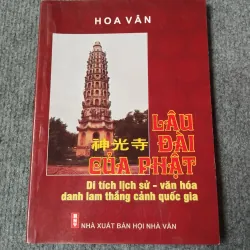 HOA VÂN
神光寺
LÂU ĐÀI
CỦA PHẬT
Di tích lịch sử - văn hóa
danh lam thắng cảnh quốc gia
NHÀ XUẤT BẢN HỘI NHÀ VĂN